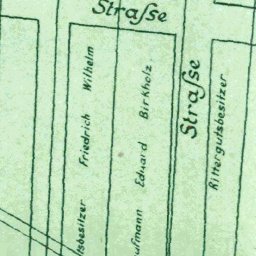 Straſse
Friedrich Wilhelm
Eduard Birkholz
Straſse
Rittergutsbesitzer